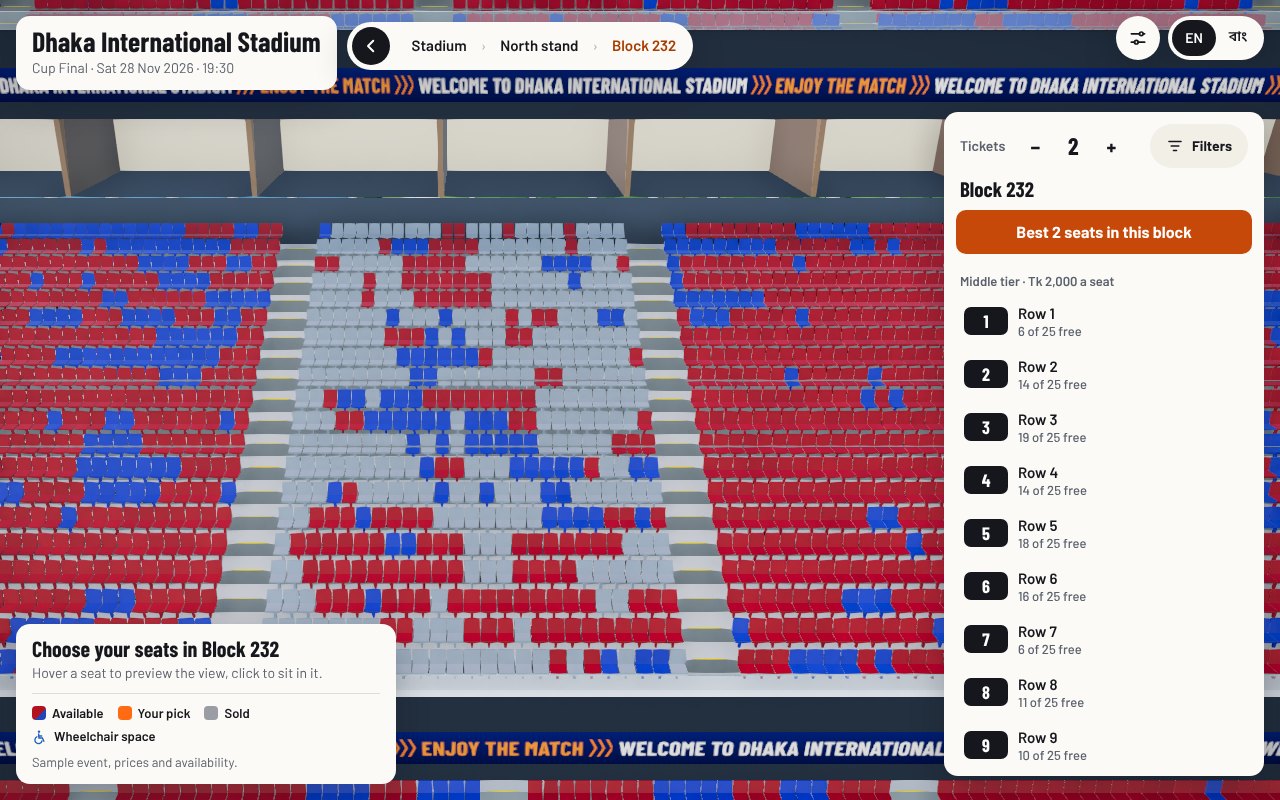 Dhaka International Stadium
Cup Final · Sat 28 Nov 2026 · 19:30
Stadium › North stand › Block 232
EN বাং
ENJOY THE MATCH ⟩⟩⟩ WELCOME TO DHAKA INTERNATIONAL STADIUM ⟩⟩⟩ ENJOY THE MATCH ⟩⟩⟩ WELCOME TO DHAKA INTERNATIONAL STADIUM ⟩⟩⟩
Tickets – 2 + Filters
Block 232
Best 2 seats in this block
Middle tier · Tk 2,000 a seat
1 Row 1
6 of 25 free
2 Row 2
14 of 25 free
3 Row 3
19 of 25 free
4 Row 4
14 of 25 free
5 Row 5
18 of 25 free
6 Row 6
16 of 25 free
7 Row 7
6 of 25 free
8 Row 8
11 of 25 free
9 Row 9
10 of 25 free
Choose your seats in Block 232
Hover a seat to preview the view, click to sit in it.
Available Your pick Sold
Wheelchair space
Sample event, prices and availability.
⟩⟩⟩ ENJOY THE MATCH ⟩⟩⟩ WELCOME TO DHAKA INTERNATIONAL